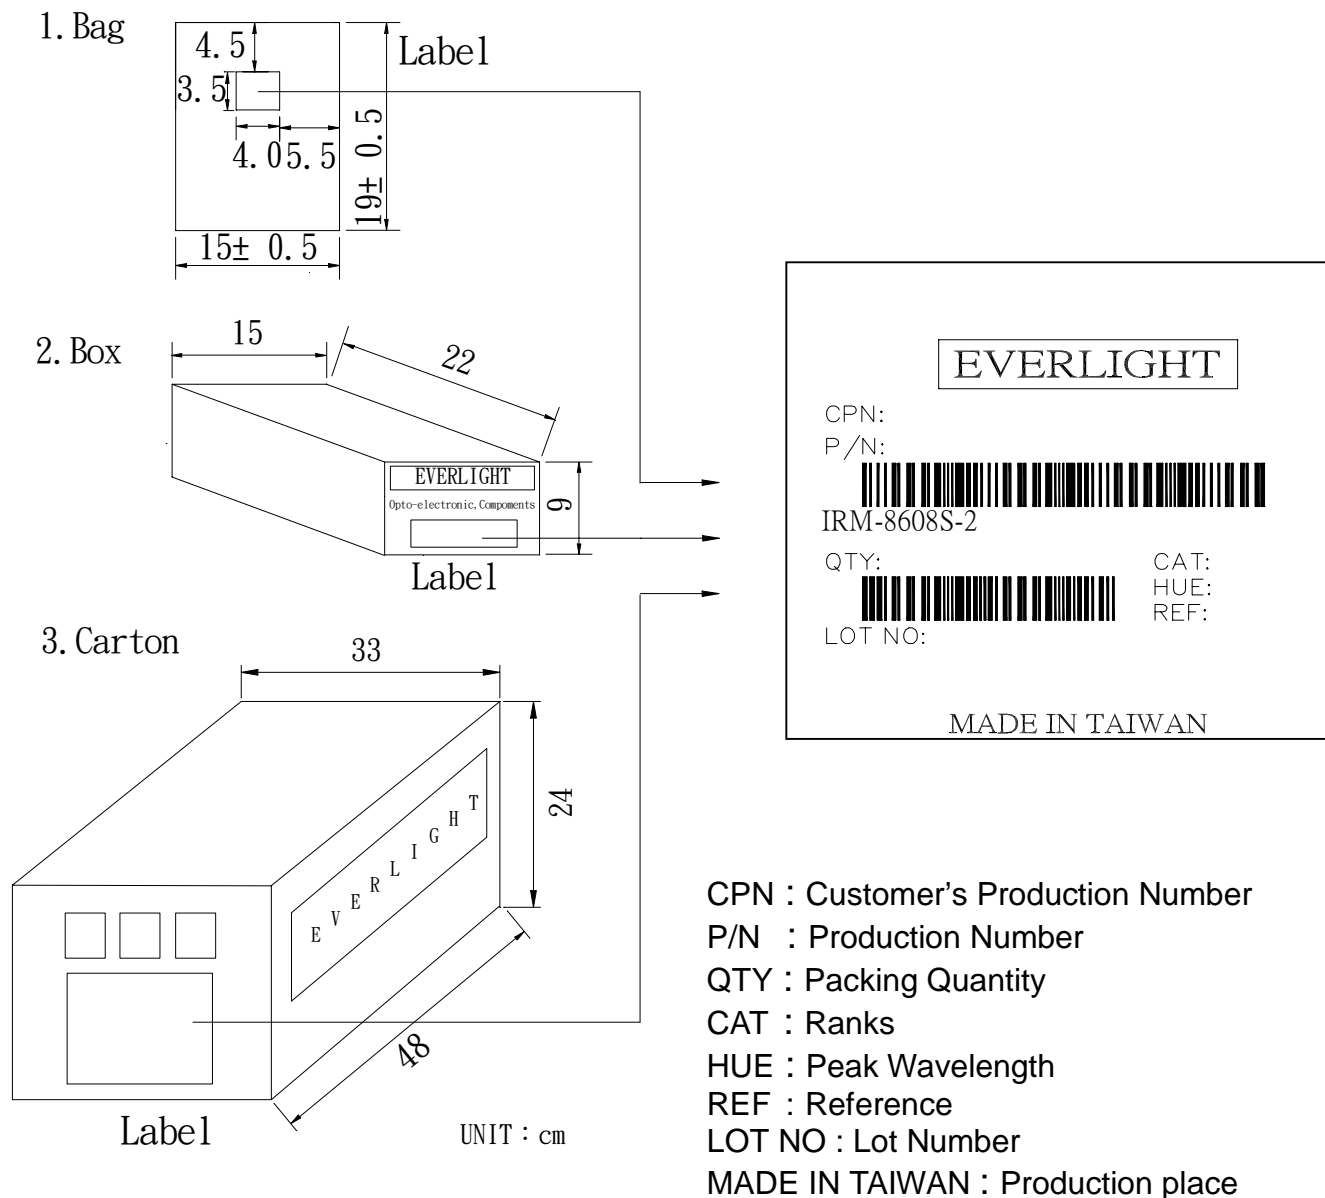 1. Bag
4.5
Label
3.5
4.0 5.5
19± 0.5
15± 0.5
2. Box
15
22
EVERLIGHT
Opto-electronic, Compoments
9
Label
3. Carton
33
24
EVERLIGHT
48
Label
UNIT：cm
EVERLIGHT
CPN:
P/N:
IRM-8608S-2
QTY:
CAT:
HUE:
REF:
LOT NO:
MADE IN TAIWAN
CPN：Customer's Production Number
P/N ：Production Number
QTY：Packing Quantity
CAT：Ranks
HUE：Peak Wavelength
REF：Reference
LOT NO : Lot Number
MADE IN TAIWAN：Production place